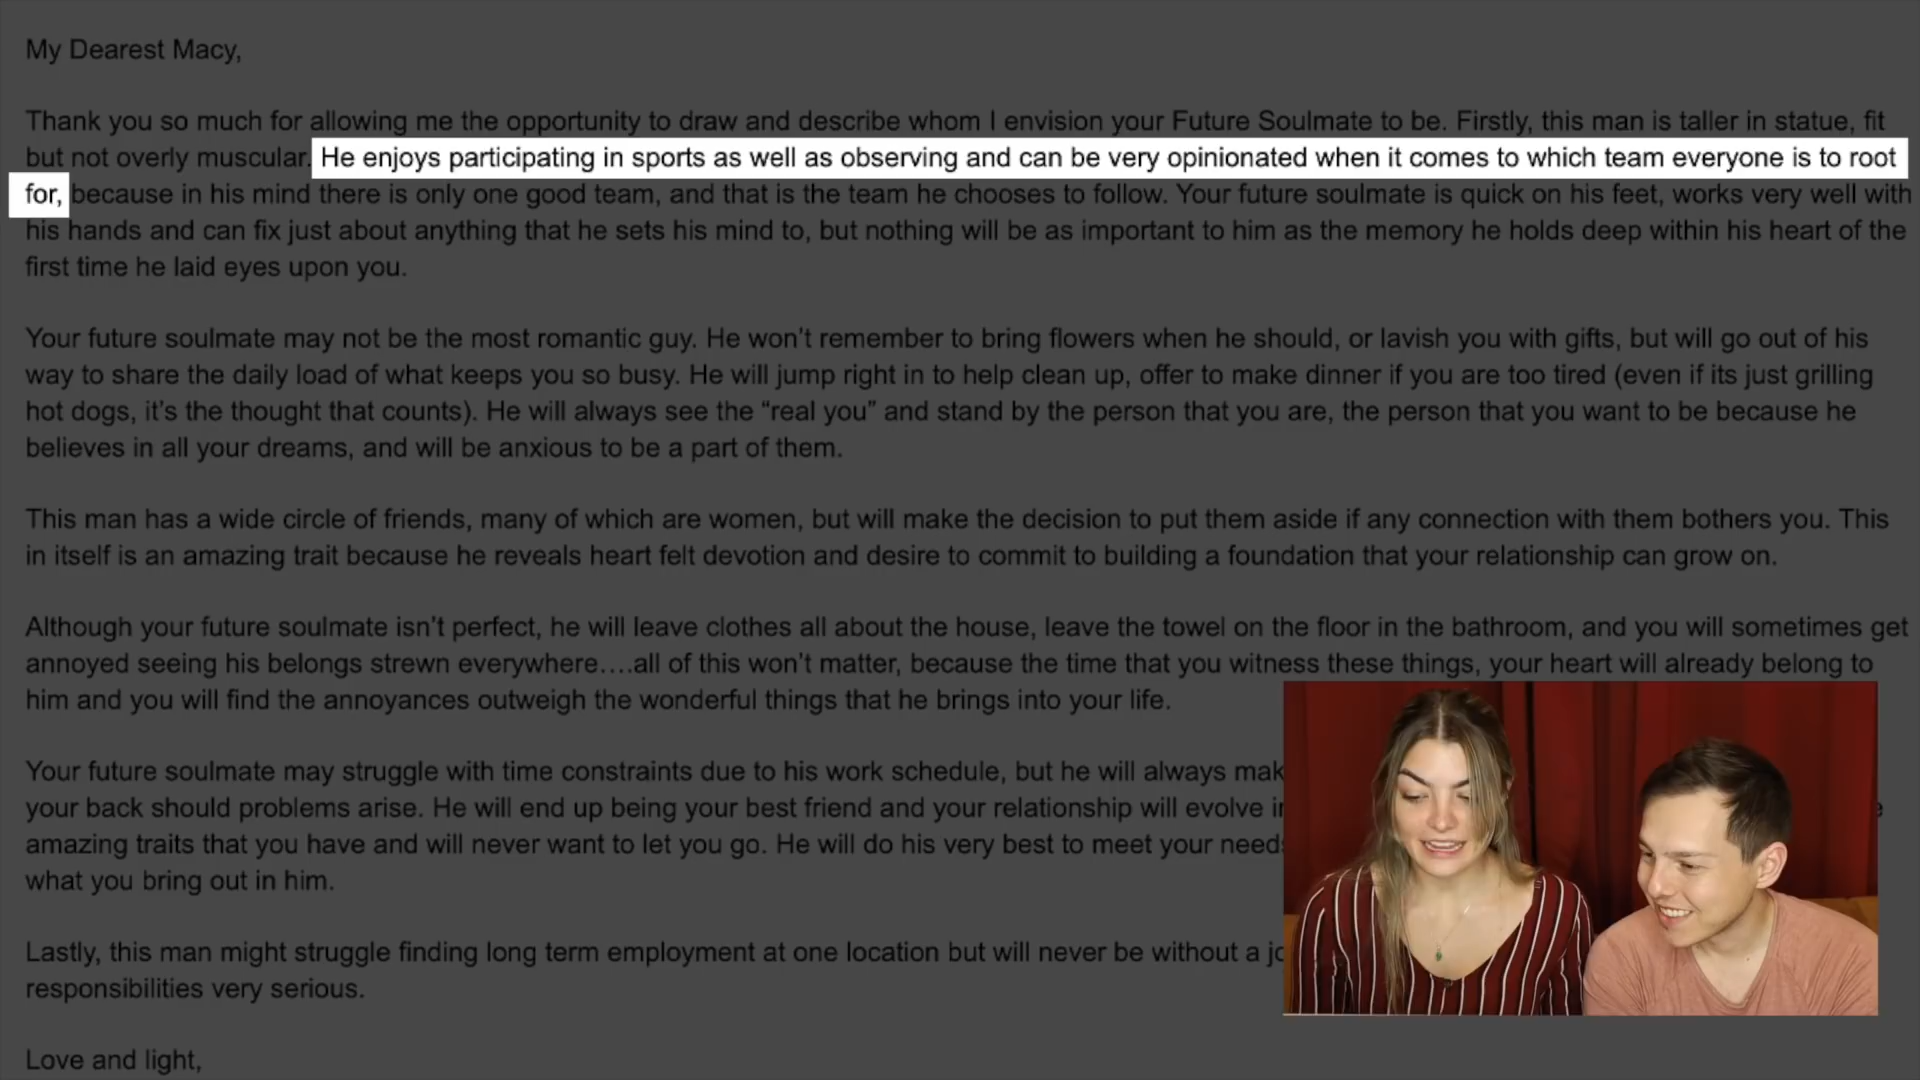 My Dearest Macy,
Thank you so much for allowing me the opportunity to draw and describe whom I envision your Future Soulmate to be. Firstly, this man is taller in statue, fit
but not overly muscular. He enjoys participating in sports as well as observing and can be very opinionated when it comes to which team everyone is to root
for, because in his mind there is only one good team, and that is the team he chooses to follow. Your future soulmate is quick on his feet, works very well with
his hands and can fix just about anything that he sets his mind to, but nothing will be as important to him as the memory he holds deep within his heart of the
first time he laid eyes upon you.
Your future soulmate may not be the most romantic guy. He won’t remember to bring flowers when he should, or lavish you with gifts, but will go out of his
way to share the daily load of what keeps you so busy. He will jump right in to help clean up, offer to make dinner if you are too tired (even if its just grilling
hot dogs, it’s the thought that counts). He will always see the “real you” and stand by the person that you are, the person that you want to be because he
believes in all your dreams, and will be anxious to be a part of them.
This man has a wide circle of friends, many of which are women, but will make the decision to put them aside if any connection with them bothers you. This
in itself is an amazing trait because he reveals heart felt devotion and desire to commit to building a foundation that your relationship can grow on.
Although your future soulmate isn’t perfect, he will leave clothes all about the house, leave the towel on the floor in the bathroom, and you will sometimes get
annoyed seeing his belongs strewn everywhere….all of this won’t matter, because the time that you witness these things, your heart will already belong to
him and you will find the annoyances outweigh the wonderful things that he brings into your life.
Your future soulmate may struggle with time constraints due to his work schedule, but he will always
your back should problems arise. He will end up being your best friend and your relationship will evolve
amazing traits that you have and will never want to let you go. He will do his very best to meet your
what you bring out in him.
Lastly, this man might struggle finding long term employment at one location but will never be without a
responsibilities very serious.
Love and light,